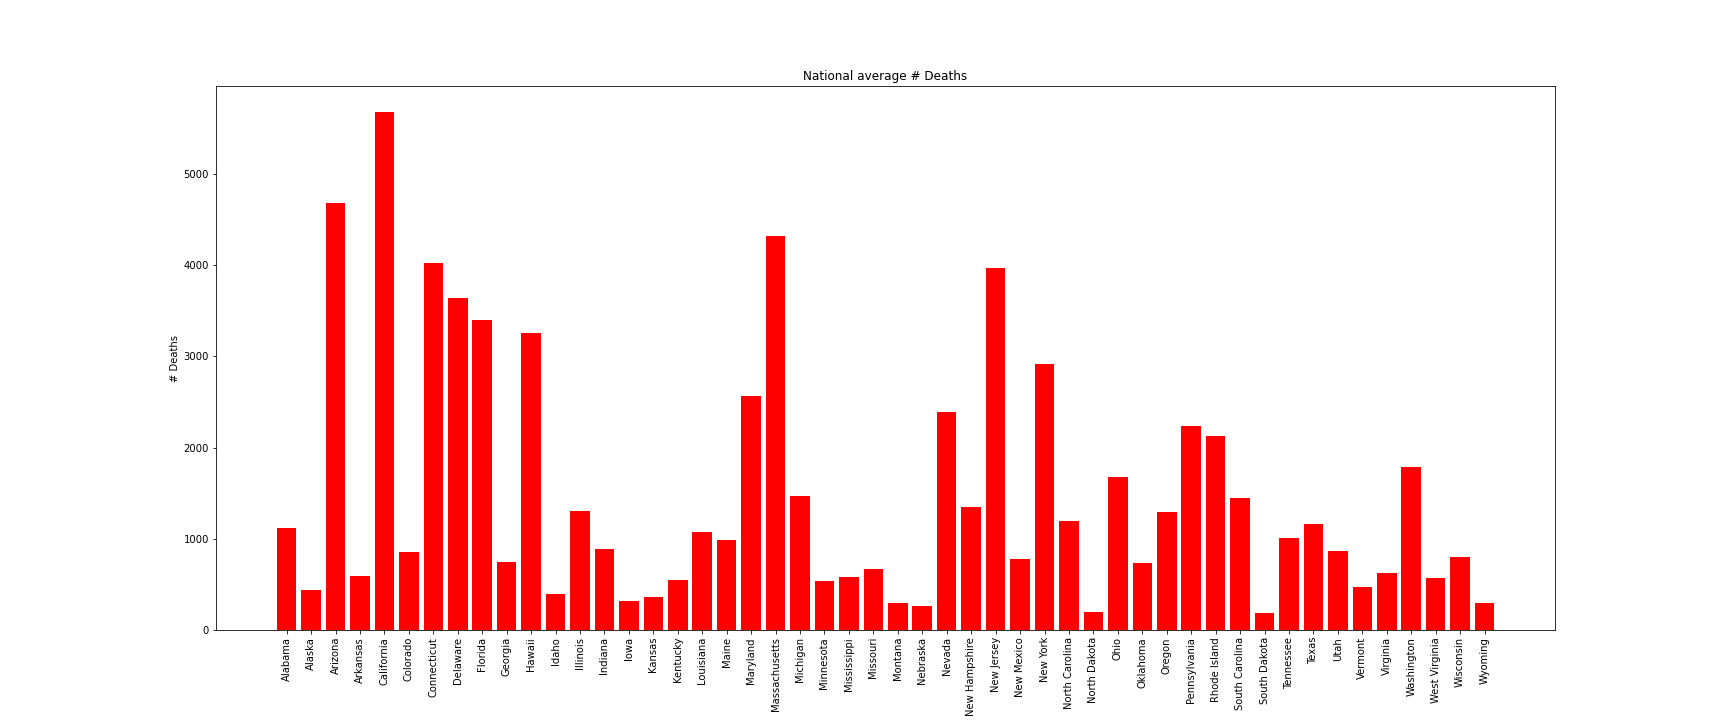 National average # Deaths
# Deaths
5000
4000
3000
2000
1000
0
Alabama
Alaska
Arizona
Arkansas
California
Colorado
Connecticut
Delaware
Florida
Georgia
Hawaii
Idaho
Illinois
Indiana
Iowa
Kansas
Kentucky
Louisiana
Maine
Maryland
Massachusetts
Michigan
Minnesota
Mississippi
Missouri
Montana
Nebraska
Nevada
New Hampshire
New Jersey
New Mexico
New York
North Carolina
North Dakota
Ohio
Oklahoma
Oregon
Pennsylvania
Rhode Island
South Carolina
South Dakota
Tennessee
Texas
Utah
Vermont
Virginia
Washington
West Virginia
Wisconsin
Wyoming